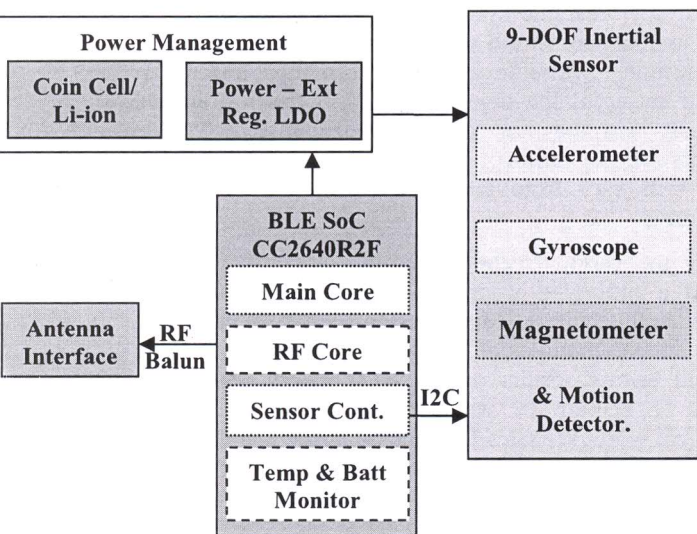 Power Management
Coin Cell/
Li-ion
Power – Ext
Reg. LDO
9-DOF Inertial
Sensor
Accelerometer
Gyroscope
Magnetometer
& Motion
Detector.
BLE SoC
CC2640R2F
Main Core
RF Core
Sensor Cont.
Temp & Batt
Monitor
Antenna
Interface
RF
Balun
I2C